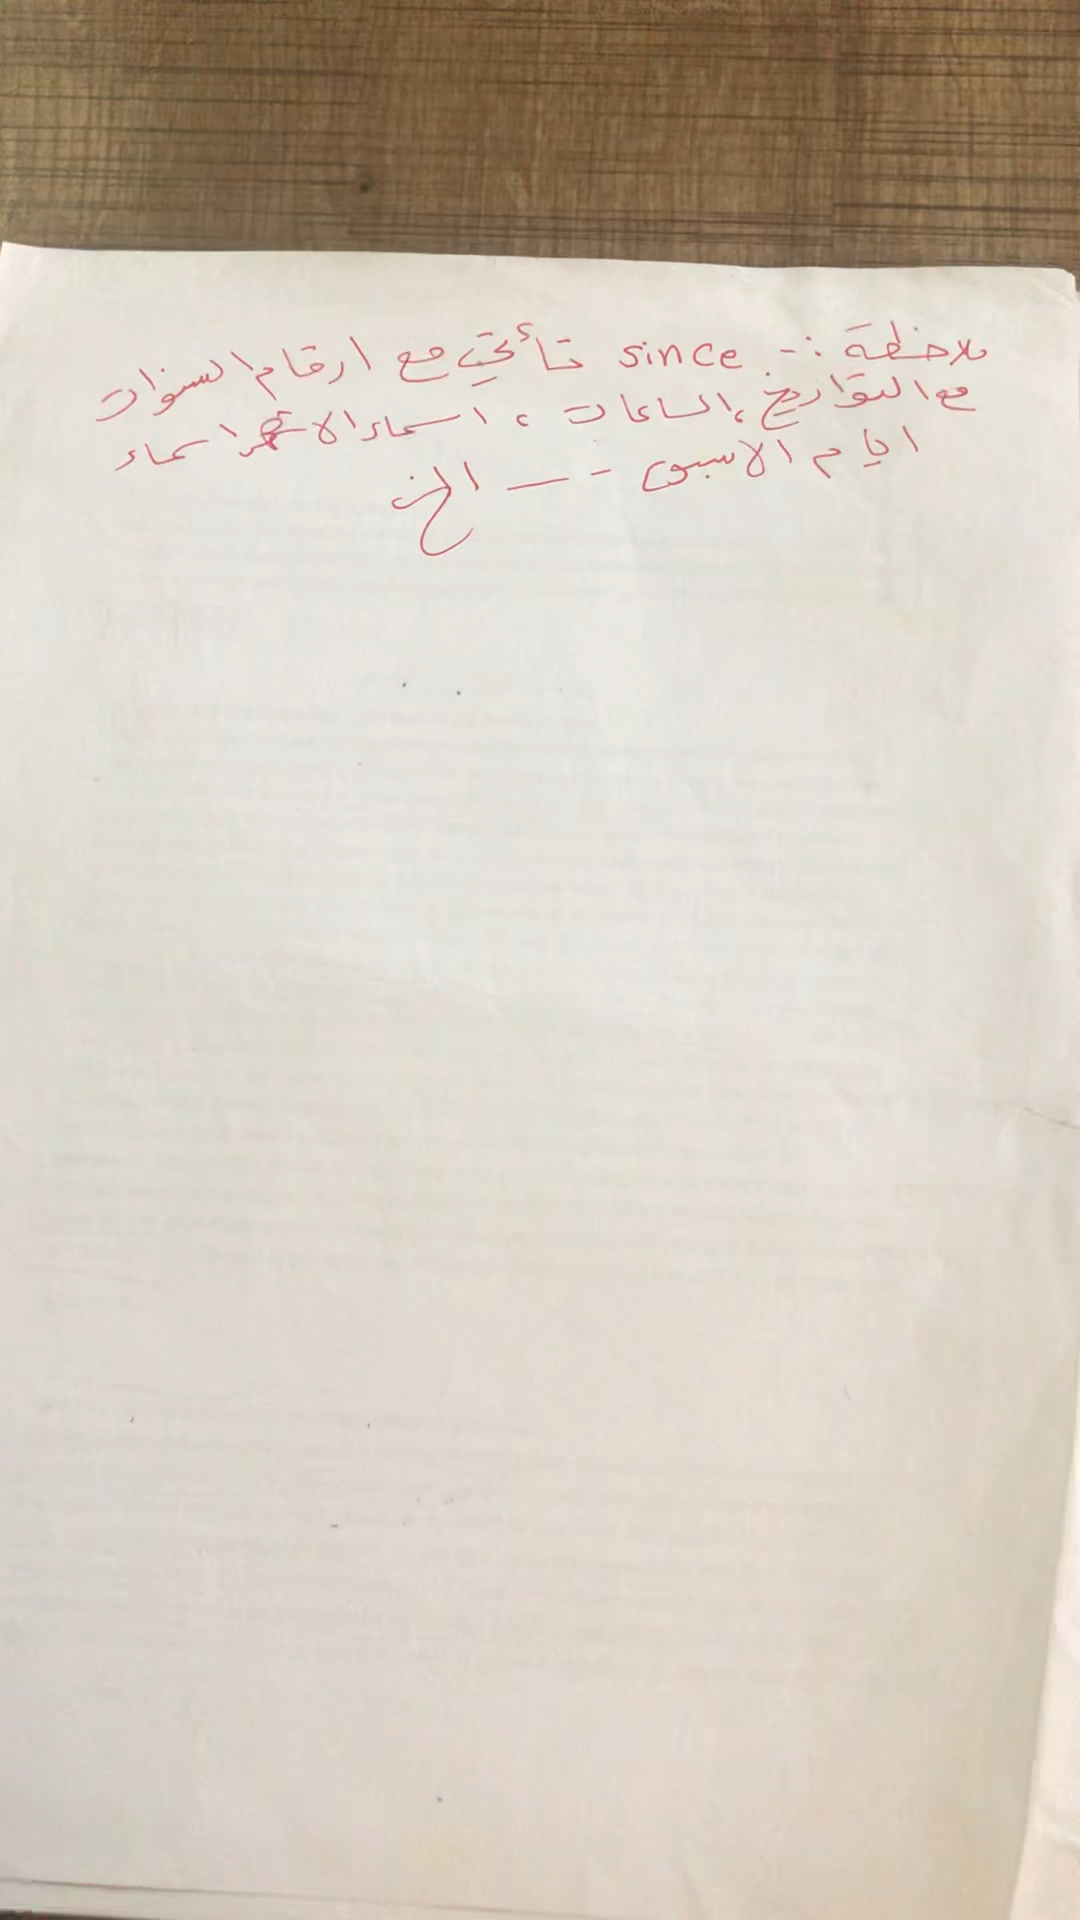 ملاحظة :- since تأتي مع ارقام السنوات
مع التواريخ، الساعات، اسماء الاشهر اسماء
ايام الاسبوع - — الخ